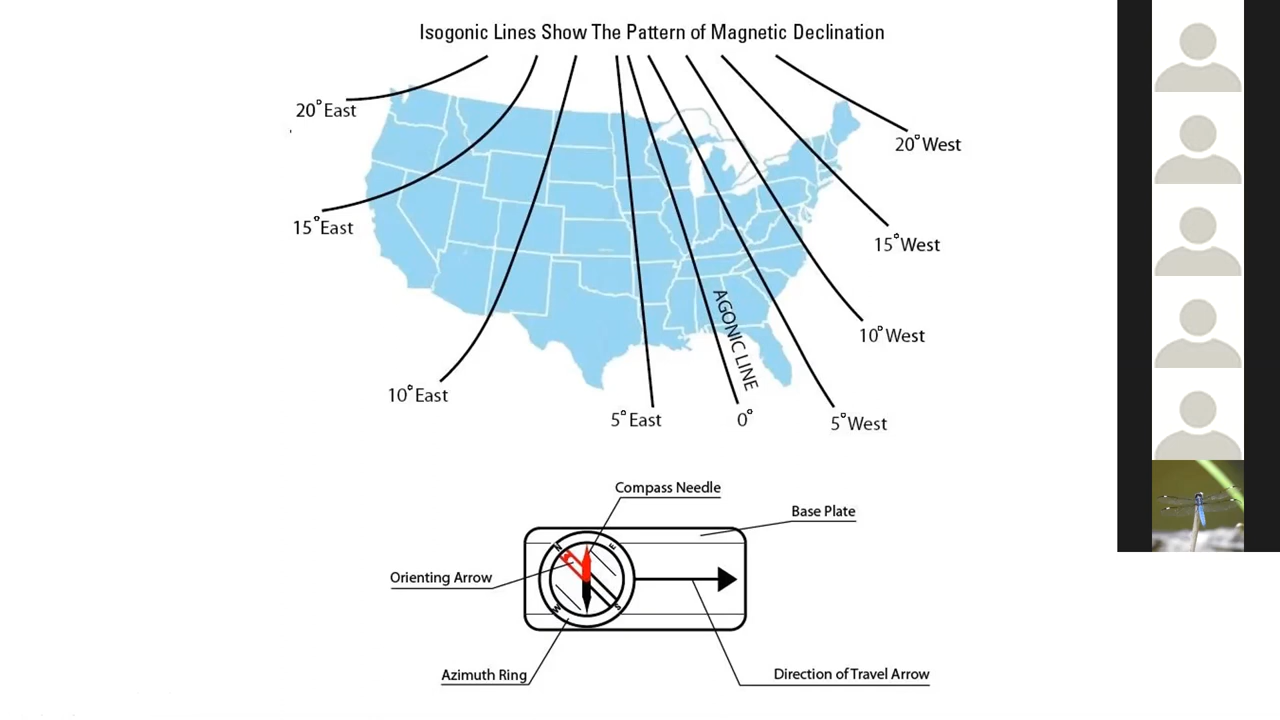 Isogonic Lines Show The Pattern of Magnetic Declination
20°East
20°West
15°East
15°West
AGONIC LINE
10°West
10°East
5°East
0°
5°West
Compass Needle
Base Plate
N
E
Orienting Arrow
W
S
Azimuth Ring
Direction of Travel Arrow